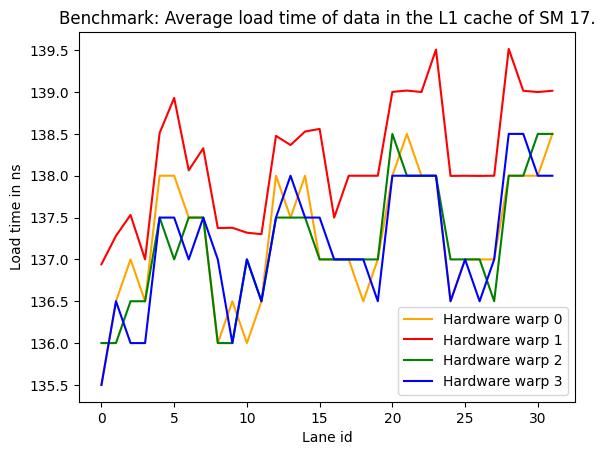 Benchmark: Average load time of data in the L1 cache of SM 17.
Load time in ns
139.5
139.0
138.5
138.0
137.5
137.0
136.5
136.0
135.5
0 5 10 15 20 25 30
Lane id
Hardware warp 0
Hardware warp 1
Hardware warp 2
Hardware warp 3